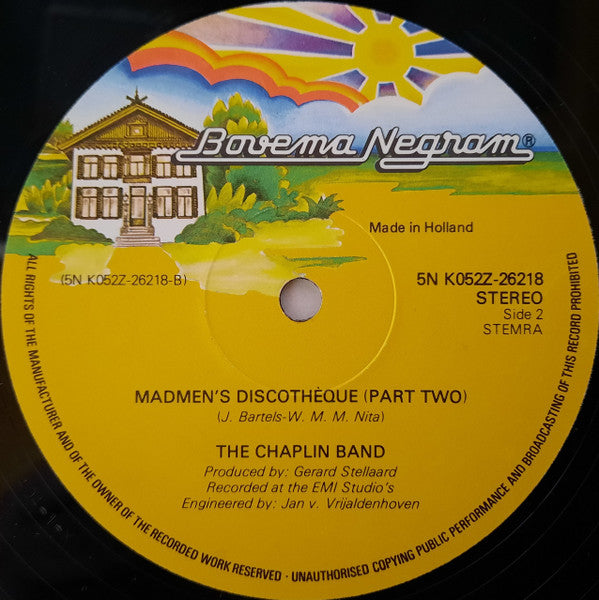 Bovema Negram®
Made in Holland
(5N K052Z-26218-B)
5N K052Z-26218
STEREO
Side 2
STEMRA
MADMEN'S DISCOTHÈQUE (PART TWO)
(J. Bartels-W. M. M. Nita)
THE CHAPLIN BAND
Produced by: Gerard Stellaard
Recorded at the EMI Studio's
Engineered by: Jan v. Vrijaldenhoven
ALL RIGHTS OF THE MANUFACTURER AND OF THE OWNER OF THE RECORDED WORK RESERVED · UNAUTHORISED COPYING PUBLIC PERFORMANCE AND BROADCASTING OF THIS RECORD PROHIBITED